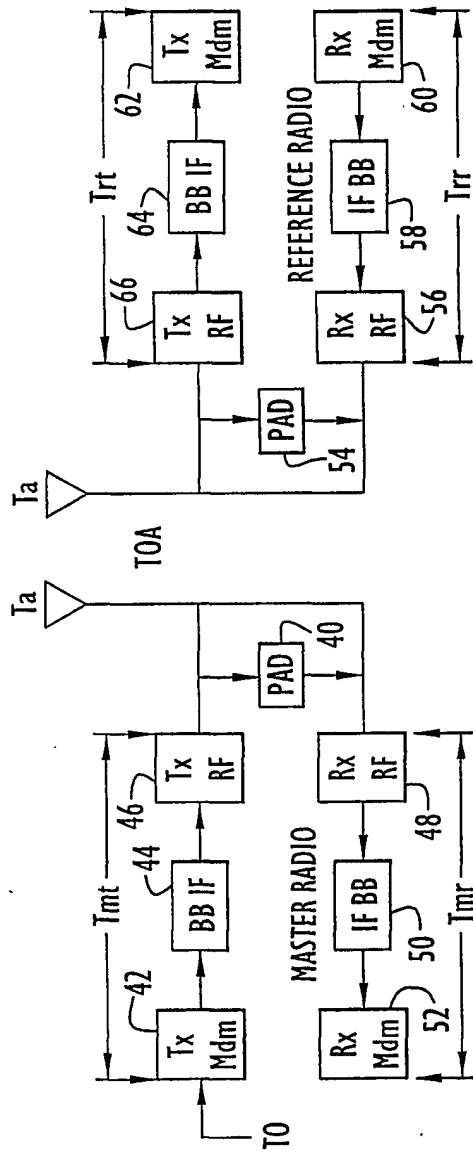 Ta Ta
Tmt TOA Trt
42 44 46 66 64 62
Tx Mdm
BB IF
Tx RF
Tx RF
BB IF
Tx Mdm
TO
PAD 40
PAD 54
MASTER RADIO
REFERENCE RADIO
Rx Mdm
IF BB
Rx RF
Rx RF
IF BB
Rx Mdm
52 50 48 56 58 60
Tmr Trr